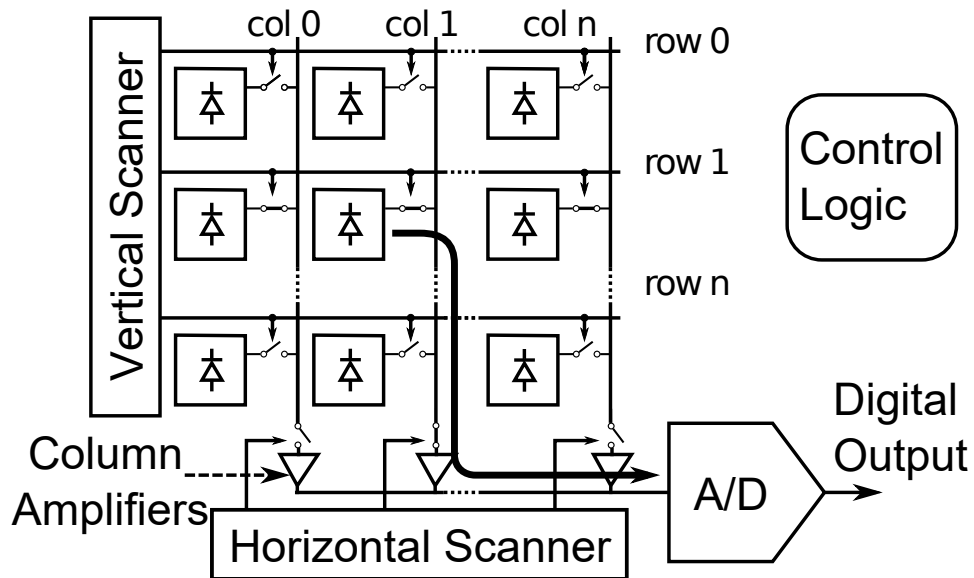 col 0
col 1
col n
row 0
Vertical Scanner
row 1
Control
Logic
row n
Column
Amplifiers
Digital
Output
A/D
Horizontal Scanner